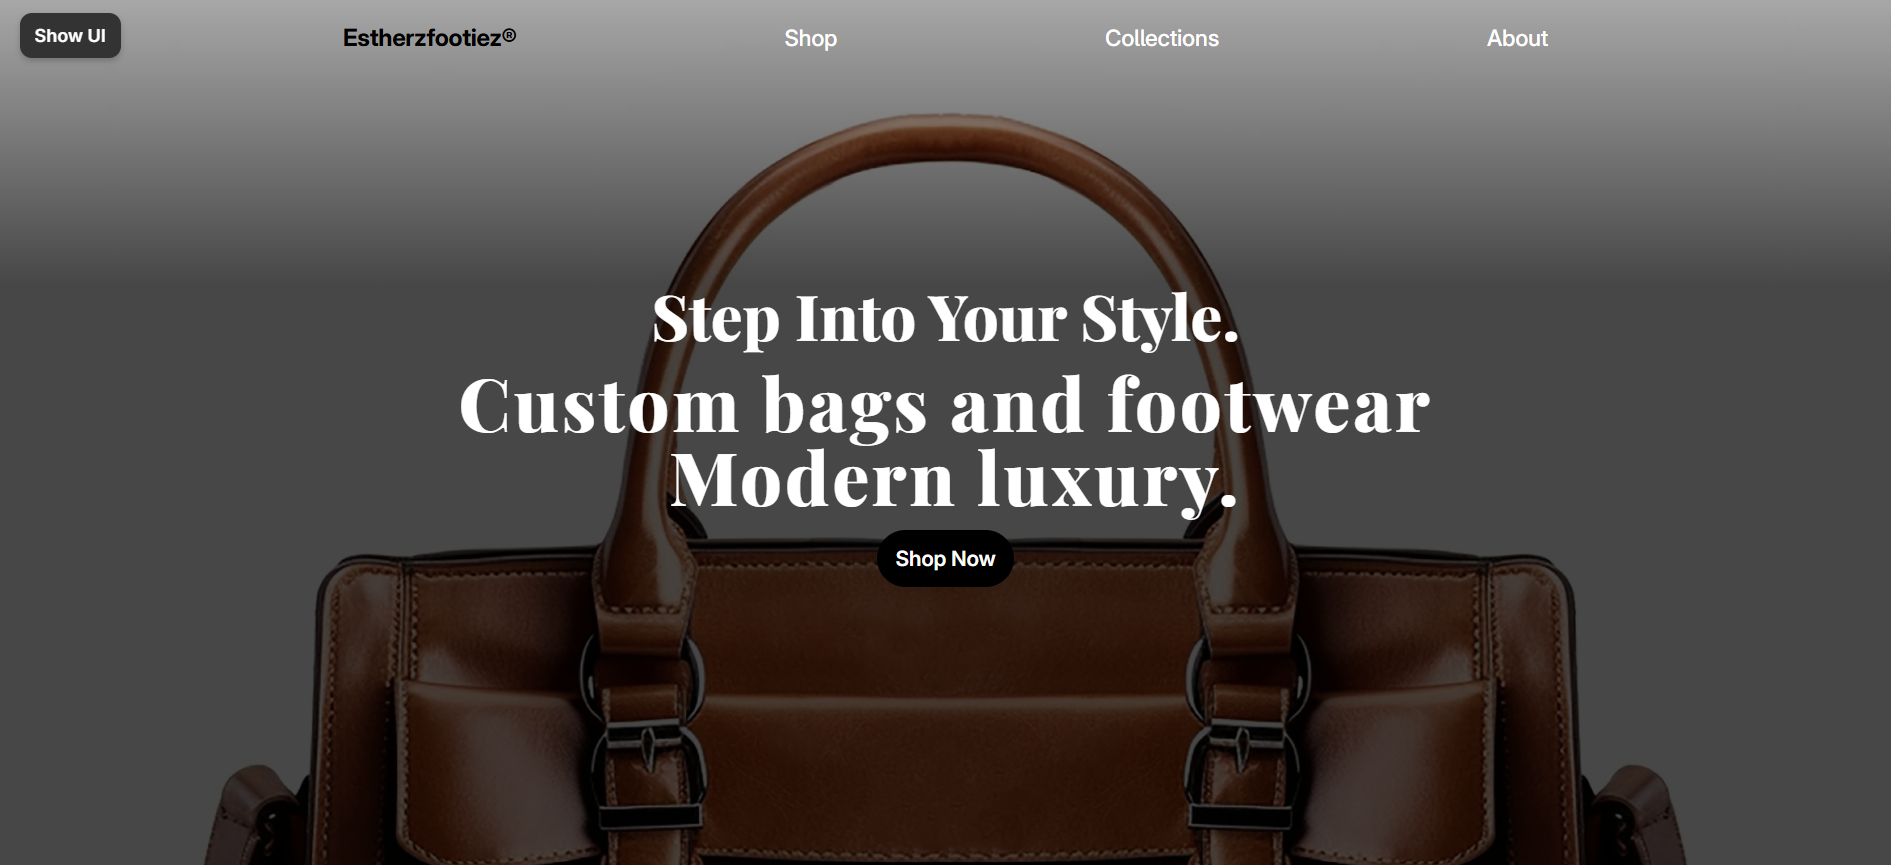 Show UI
Estherzfootiez®
Shop
Collections
About
Step Into Your Style.
Custom bags and footwear
Modern luxury.
Shop Now